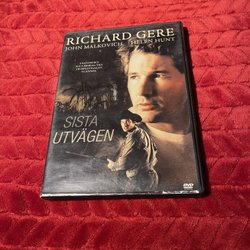 RICHARD GERE
JOHN MALKOVICH HELEN HUNT
SISTA
UTVÄGEN
DVD